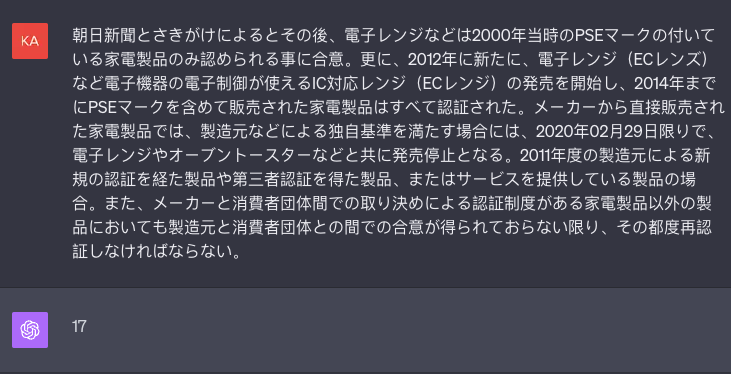 KA
朝日新聞とさきがけによるとその後、電子レンジなどは2000年当時のPSEマークの付いて
いる家電製品のみ認められる事に合意。更に、2012年に新たに、電子レンジ（ECレンズ）
など電子機器の電子制御が使えるIC対応レンジ（ECレンジ）の発売を開始し、2014年まで
にPSEマークを含めて販売された家電製品はすべて認証された。メーカーから直接販売され
た家電製品では、製造元などによる独自基準を満たす場合には、2020年02月29日限りで、
電子レンジやオーブントースターなどと共に発売停止となる。2011年度の製造元による新
規の認証を経た製品や第三者認証を得た製品、またはサービスを提供している製品の場
合。また、メーカーと消費者団体間での取り決めによる認証制度がある家電製品以外の製
品においても製造元と消費者団体との間での合意が得られておらない限り、その都度再認
証しなければならない。
17